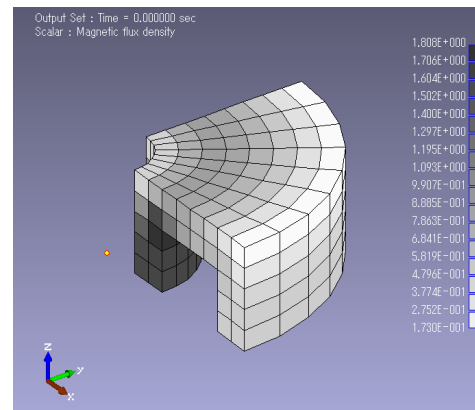 Output Set : Time = 0.000000 sec
Scalar : Magnetic flux density
1.808E+000
1.706E+000
1.604E+000
1.502E+000
1.400E+000
1.297E+000
1.195E+000
1.093E+000
9.907E-001
8.885E-001
7.863E-001
6.841E-001
5.819E-001
4.796E-001
3.774E-001
2.752E-001
1.730E-001
z
y
x